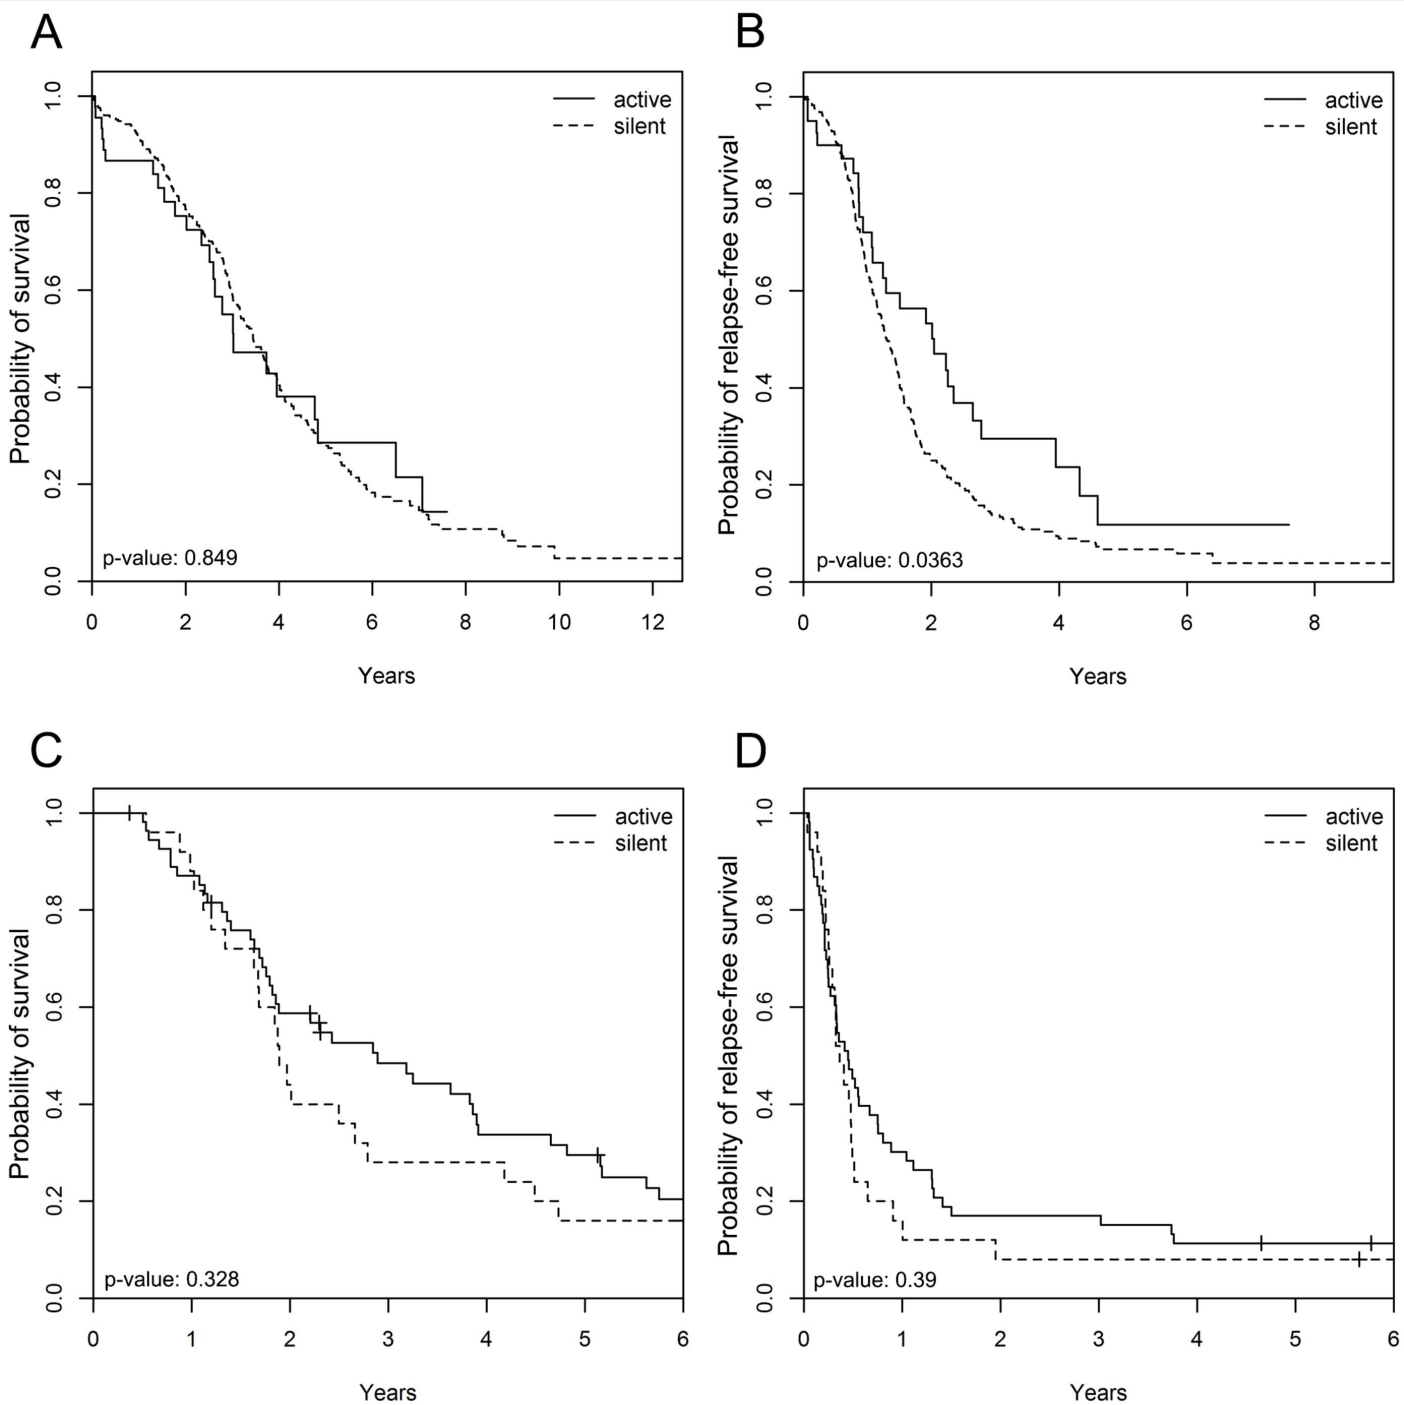 A
Probability of survival
1.0
0.8
0.6
0.4
0.2
0.0
active
silent
p-value: 0.849
0 2 4 6 8 10 12
Years
B
Probability of relapse-free survival
1.0
0.8
0.6
0.4
0.2
0.0
active
silent
p-value: 0.0363
0 2 4 6 8
Years
C
Probability of survival
1.0
0.8
0.6
0.4
0.2
0.0
active
silent
p-value: 0.328
0 1 2 3 4 5 6
Years
D
Probability of relapse-free survival
1.0
0.8
0.6
0.4
0.2
0.0
active
silent
p-value: 0.39
0 1 2 3 4 5 6
Years